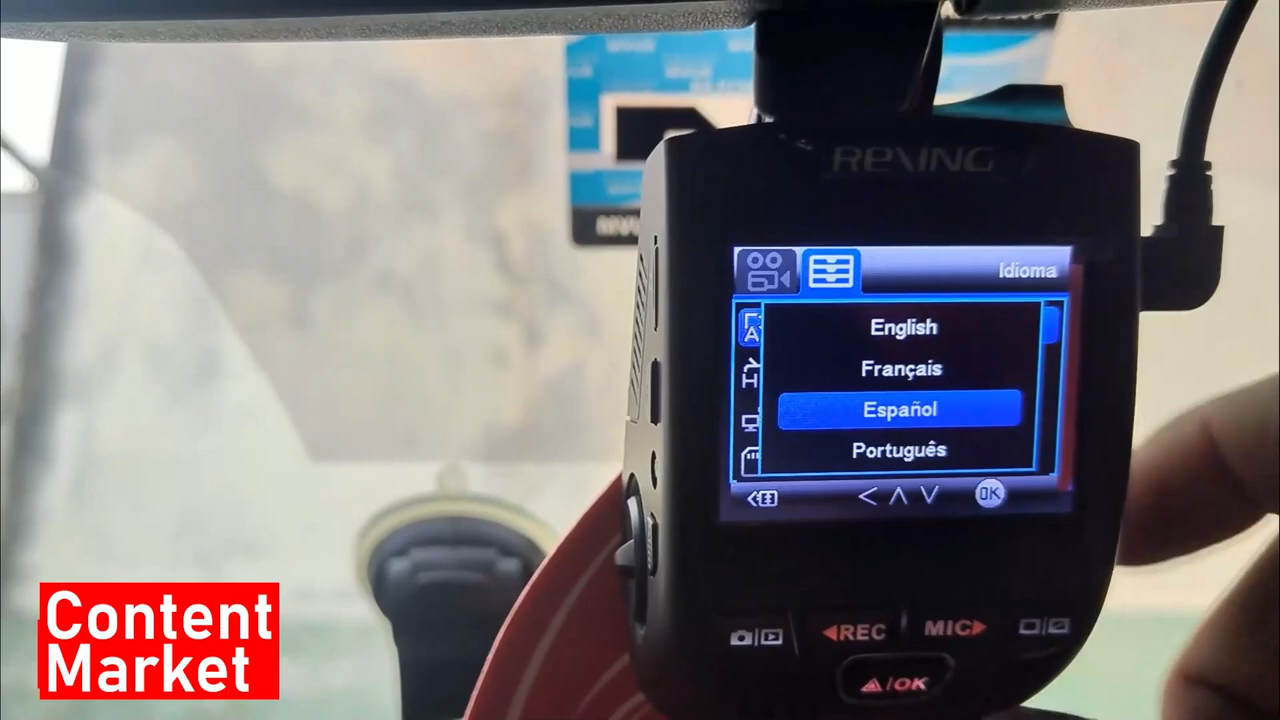 REXING
Idioma
English
Français
Español
Português
OK
REC
MIC
/OK
Content
Market